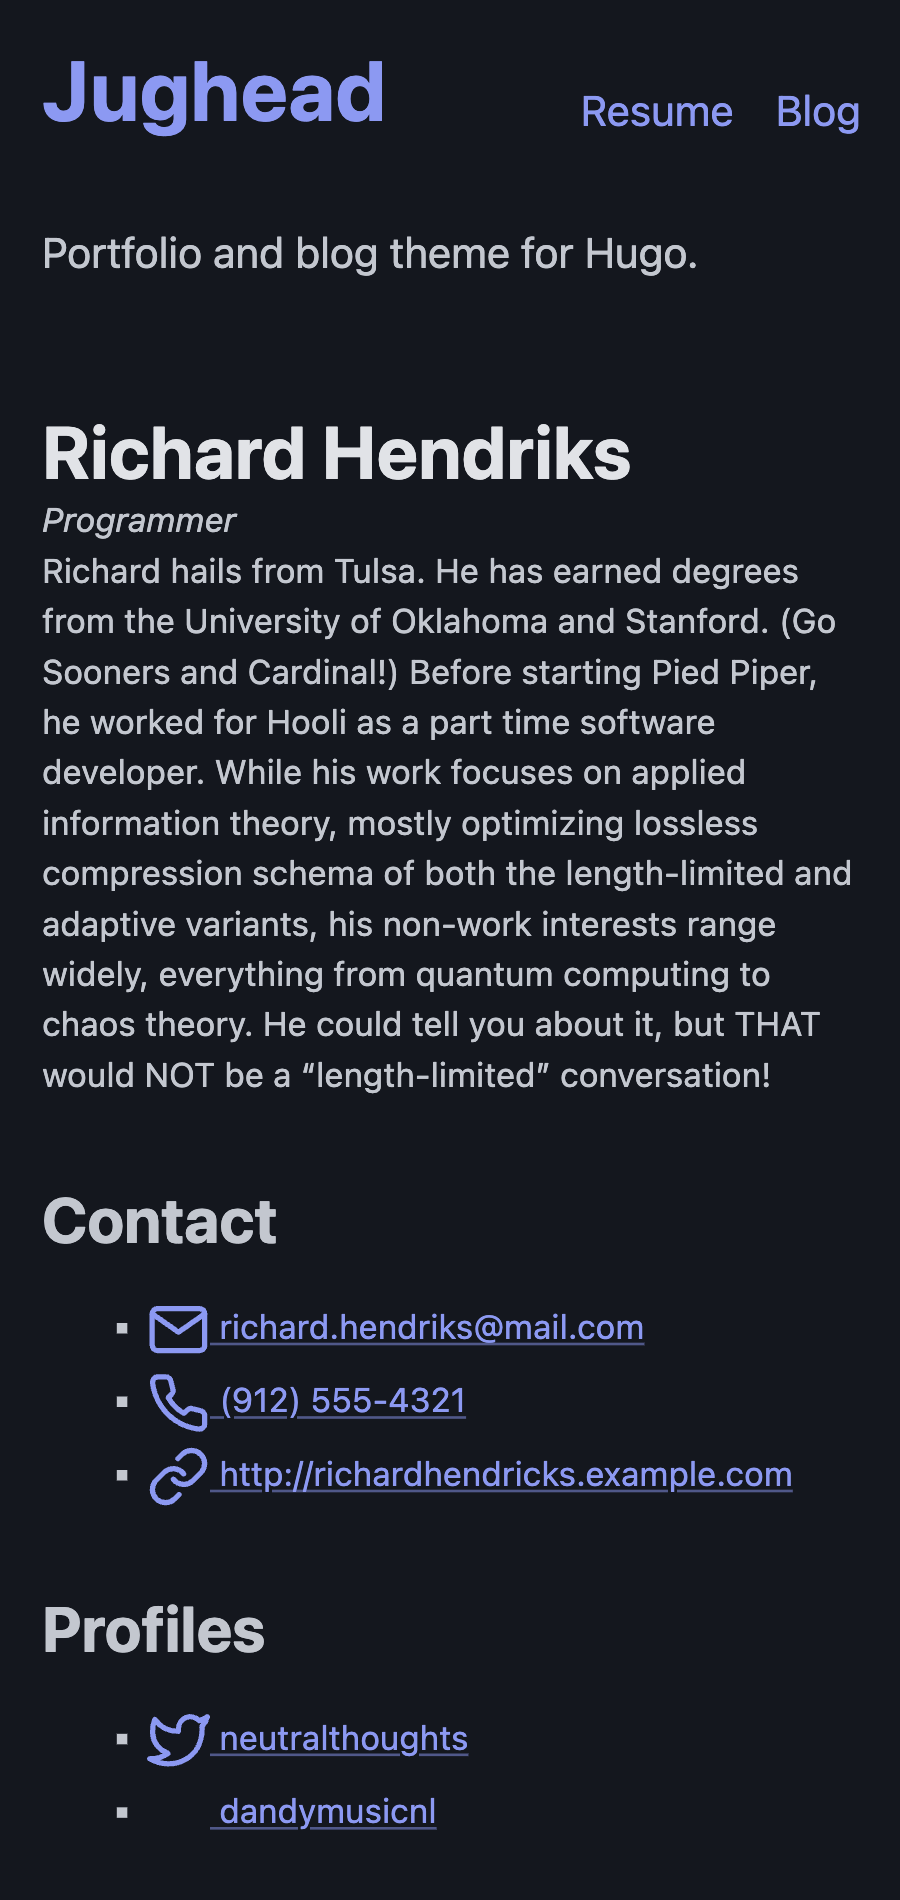 Jughead
Resume Blog
Portfolio and blog theme for Hugo.
Richard Hendriks
Programmer
Richard hails from Tulsa. He has earned degrees
from the University of Oklahoma and Stanford. (Go
Sooners and Cardinal!) Before starting Pied Piper,
he worked for Hooli as a part time software
developer. While his work focuses on applied
information theory, mostly optimizing lossless
compression schema of both the length-limited and
adaptive variants, his non-work interests range
widely, everything from quantum computing to
chaos theory. He could tell you about it, but THAT
would NOT be a “length-limited” conversation!
Contact
richard.hendriks@mail.com
(912) 555-4321
http://richardhendricks.example.com
Profiles
neutralthoughts
dandymusicnl